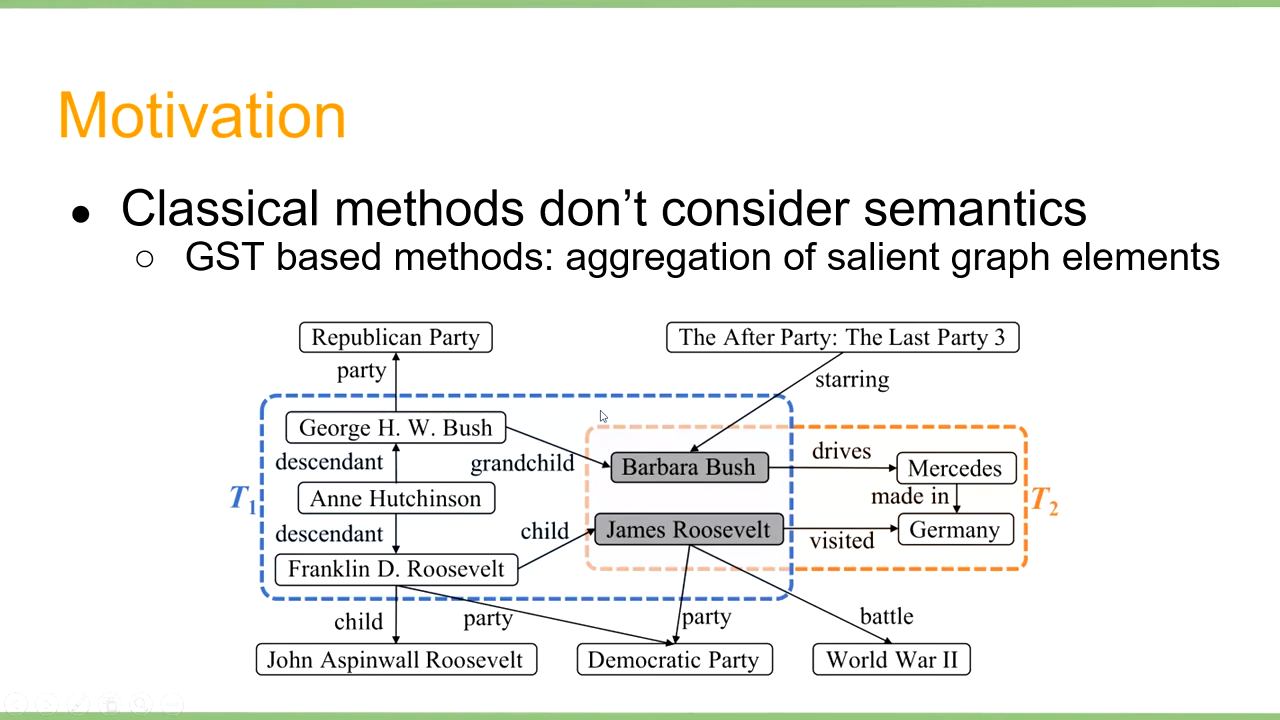 Motivation
● Classical methods don’t consider semantics
○ GST based methods: aggregation of salient graph elements
Republican Party
The After Party: The Last Party 3
party
starring
George H. W. Bush
descendant
grandchild
Barbara Bush
drives
Mercedes
T1
Anne Hutchinson
made in
T2
descendant
child
James Roosevelt
visited
Germany
Franklin D. Roosevelt
child
party
party
battle
John Aspinwall Roosevelt
Democratic Party
World War II